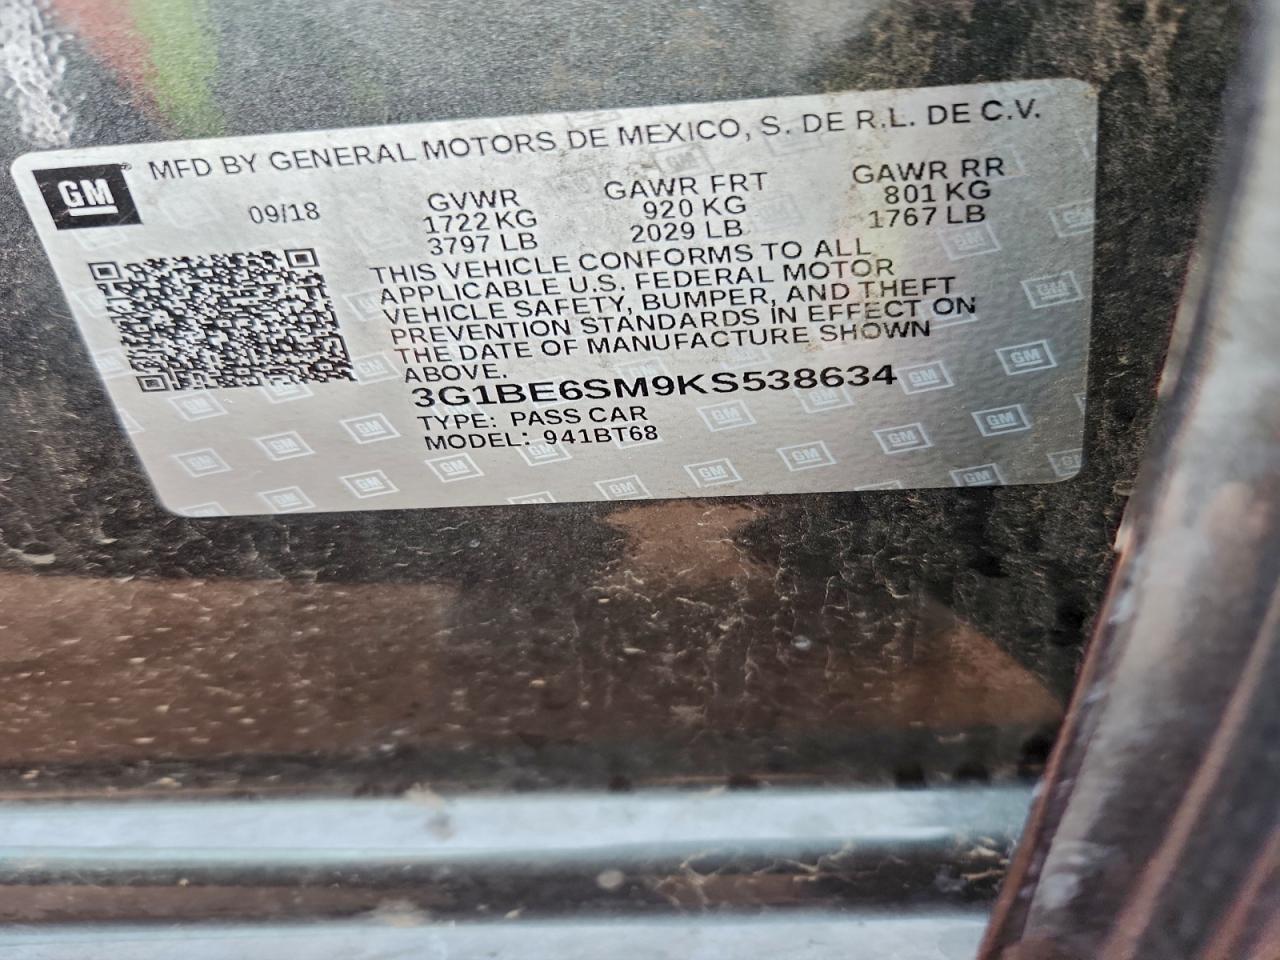 MFD BY GENERAL MOTORS DE MEXICO, S. DE R.L. DE C.V.
GM
09/18
GVWR
1722 KG
3797 LB
GAWR FRT
920 KG
2029 LB
GAWR RR
801 KG
1767 LB
THIS VEHICLE CONFORMS TO ALL
APPLICABLE U.S. FEDERAL MOTOR
VEHICLE SAFETY, BUMPER, AND THEFT
PREVENTION STANDARDS IN EFFECT ON
THE DATE OF MANUFACTURE SHOWN
ABOVE.
3G1BE6SM9KS538634
TYPE: PASS CAR
MODEL: 941BT68